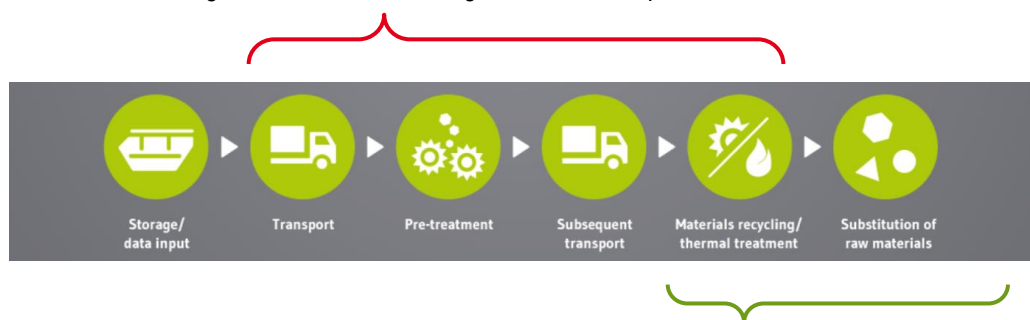 Storage/
data input
Transport
Pre-treatment
Subsequent
transport
Materials recycling/
thermal treatment
Substitution of
raw materials